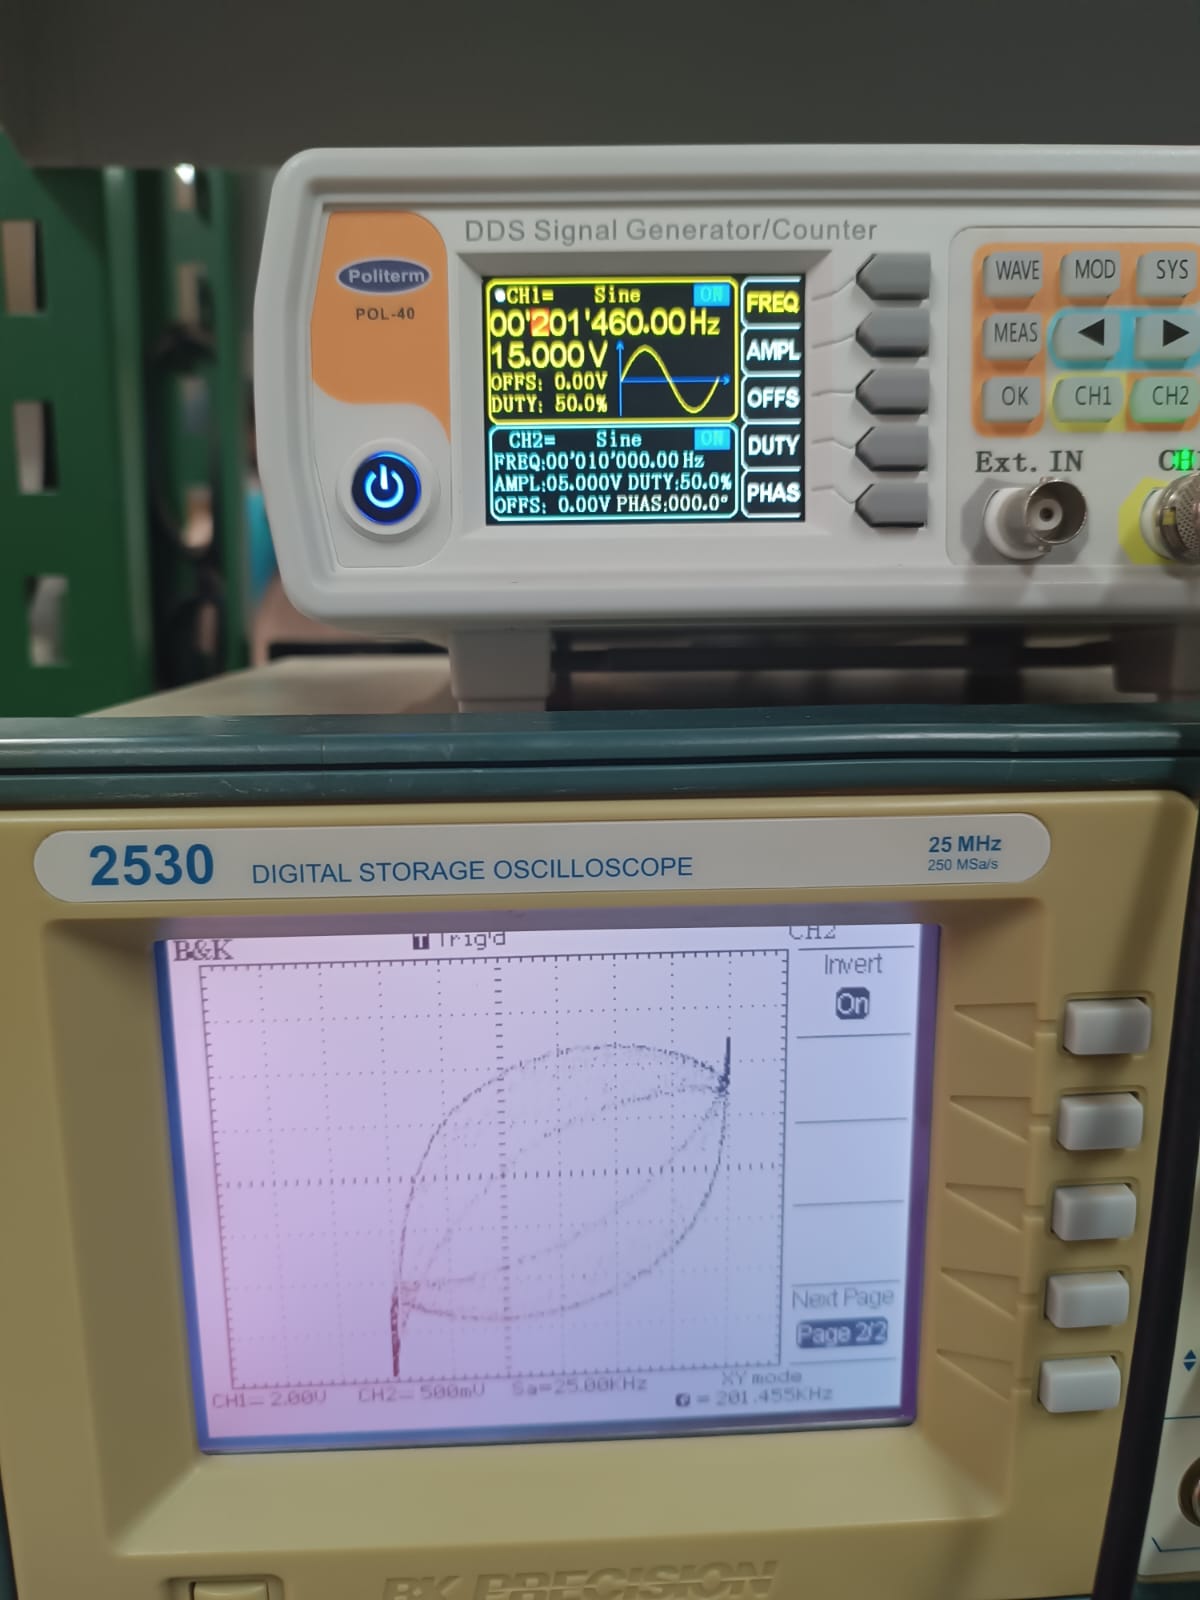 DDS Signal Generator/Counter
Politerm
POL-40
CH1= Sine ON
00'201'460.00Hz
15.000V
OFFS: 0.00V
DUTY: 50.0%
CH2= Sine ON
FREQ:00'010'000.00 Hz
AMPL:05.000V DUTY:50.0%
OFFS: 0.00V PHAS:000.0°
FREQ
AMPL
OFFS
DUTY
PHAS
WAVE MOD SYS
MEAS ◀ ▶
OK CH1 CH2
Ext. IN CH1
2530 DIGITAL STORAGE OSCILLOSCOPE
25 MHz
250 MSa/s
B&K T Trig'd CH2
Invert
On
Next Page
Page 2/2
XY mode
CH1= 2.00V CH2= 500mV Sa=25.00KHz
= 201.455KHz
BK PRECISION